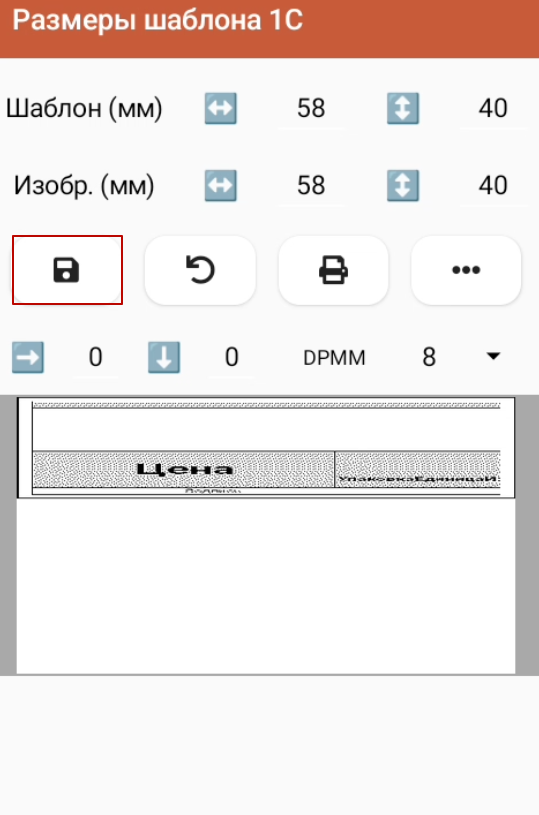 Размеры шаблона 1С
Шаблон (мм) 58 40
Изобр. (мм) 58 40
0 0 DPMM 8
Цена
УпаковкаЕдиницаИ